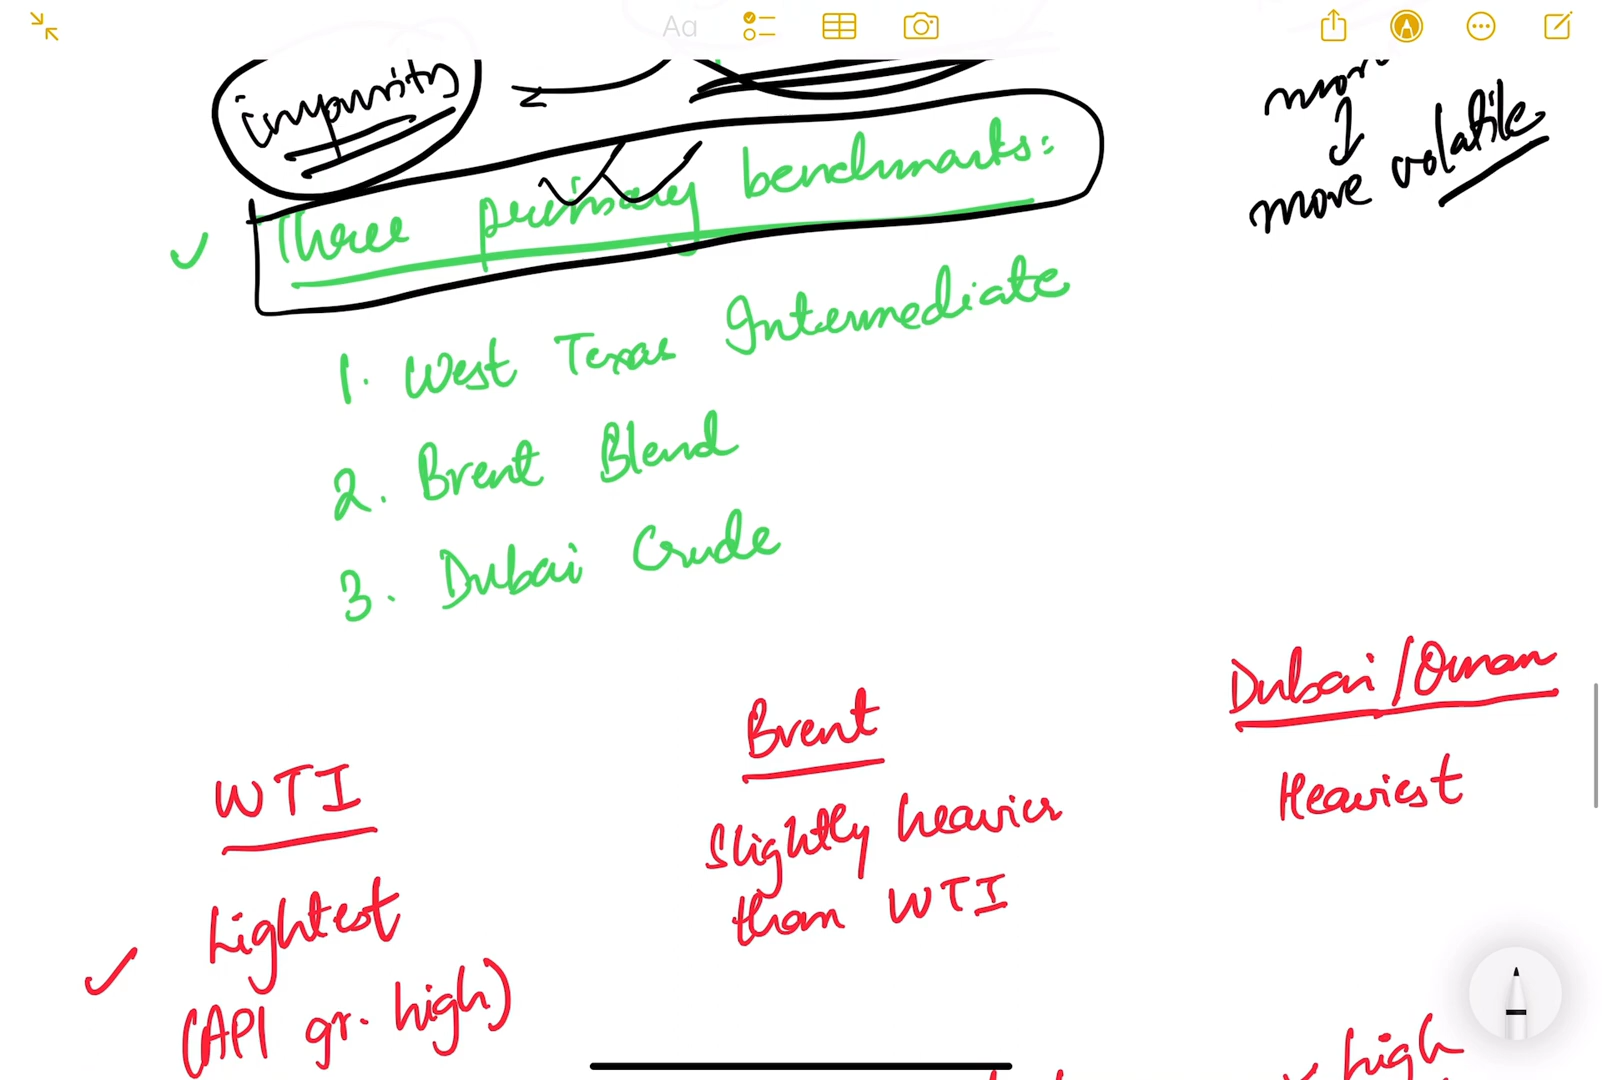 Aa
impurity
more
more volatile
Three primary benchmarks:
1. West Texas Intermediate
2. Brent Blend
3. Dubai Crude
WTI
Lightest
(API gr. high)
Brent
Slightly heavier
than WTI
Dubai/Oman
Heaviest
high